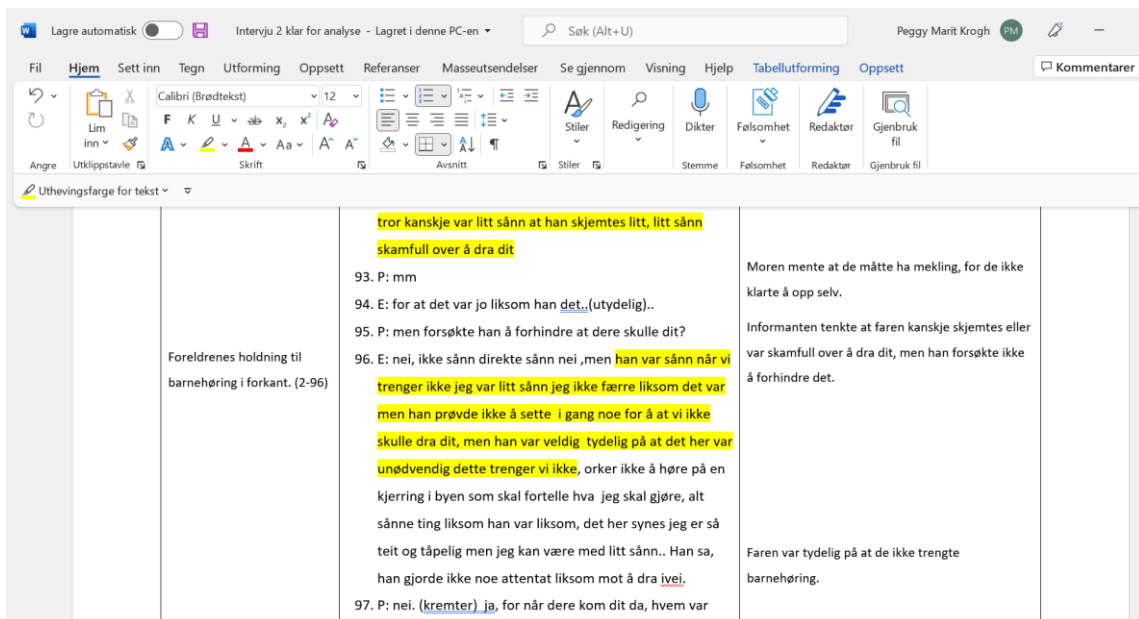 Lagre automatisk
Intervju 2 klar for analyse - Lagret i denne PC-en
Søk (Alt+U)
Peggy Marit Krogh
PM
Fil Hjem Sett inn Tegn Utforming Oppsett Referanser Masseutsendelser Se gjennom Visning Hjelp Tabellutforming Oppsett
Kommentarer
Calibri (Brødtekst) 12
Lim inn
F K U ab x₂ x² A
A A Aa A A
Stiler
Redigering
Dikter
Følsomhet
Redaktør
Gjenbruk fil
Angre Utklippstavle Skrift Avsnitt Stiler Stemme Følsomhet Redaktør Gjenbruk fil
Uthevingsfarge for tekst
Foreldrenes holdning til
barnehøring i forkant. (2-96)
tror kanskje var litt sånn at han skjemtes litt, litt sånn
skamfull over å dra dit
93. P: mm
94. E: for at det var jo liksom han det..(utydelig)..
95. P: men forsøkte han å forhindre at dere skulle dit?
96. E: nei, ikke sånn direkte sånn nei ,men han var sånn når vi
trenger ikke jeg var litt sånn jeg ikke færre liksom det var
men han prøvde ikke å sette i gang noe for å at vi ikke
skulle dra dit, men han var veldig tydelig på at det her var
unødvendig dette trenger vi ikke, orker ikke å høre på en
kjerring i byen som skal fortelle hva jeg skal gjøre, alt
sånne ting liksom han var liksom, det her synes jeg er så
teit og tåpelig men jeg kan være med litt sånn.. Han sa,
han gjorde ikke noe attentat liksom mot å dra ivei.
97. P: nei. (kremter) ja, for når dere kom dit da, hvem var
Moren mente at de måtte ha mekling, for de ikke
klarte å opp selv.
Informanten tenkte at faren kanskje skjemtes eller
var skamfull over å dra dit, men han forsøkte ikke
å forhindre det.
Faren var tydelig på at de ikke trengte
barnehøring.